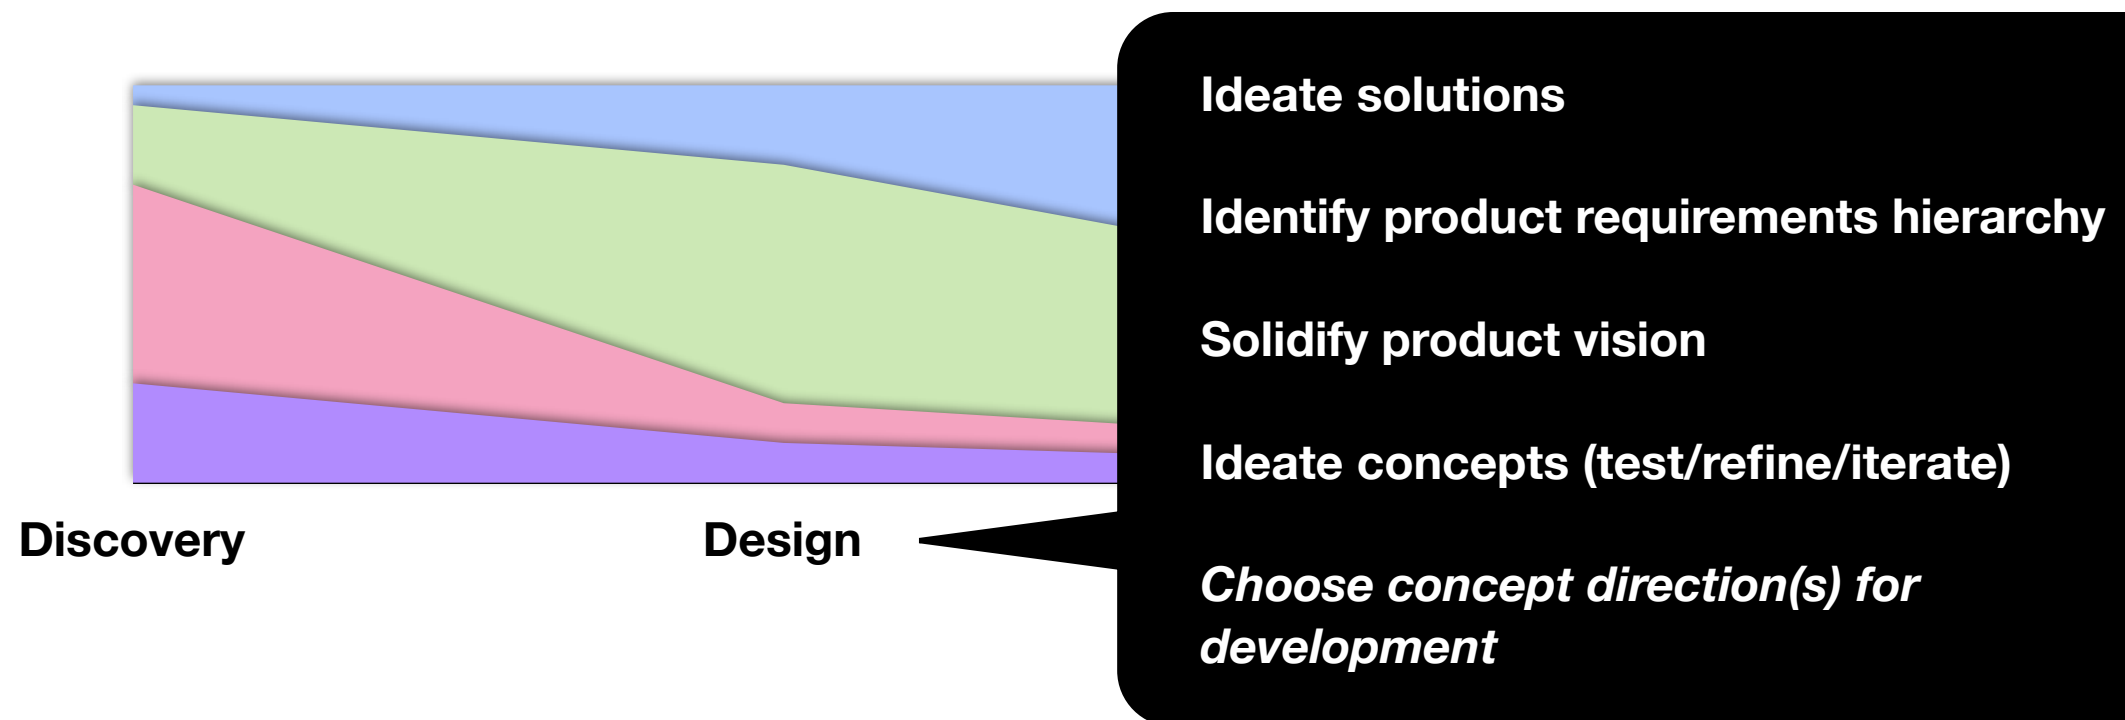 Ideate solutions
Identify product requirements hierarchy
Solidify product vision
Ideate concepts (test/refine/iterate)
Discovery
Design
Choose concept direction(s) for
development